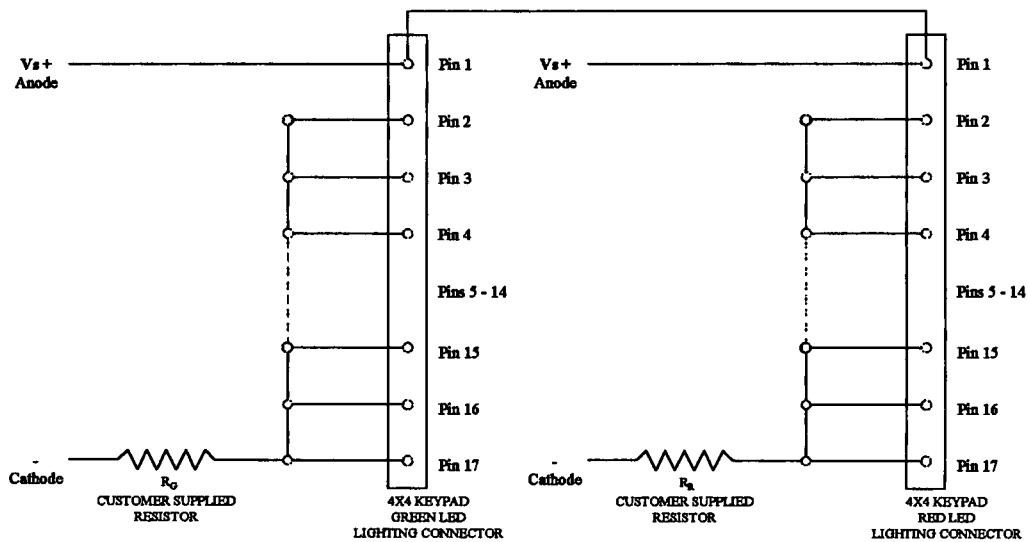 Vs+
Anode
Pin 1
Pin 2
Pin 3
Pin 4
Pins 5 - 14
Pin 15
Pin 16
Pin 17
-
Cathode
RG
CUSTOMER SUPPLIED
RESISTOR
4X4 KEYPAD
GREEN LED
LIGHTING CONNECTOR
Vs+
Anode
Pin 1
Pin 2
Pin 3
Pin 4
Pins 5 - 14
Pin 15
Pin 16
Pin 17
-
Cathode
RR
CUSTOMER SUPPLIED
RESISTOR
4X4 KEYPAD
RED LED
LIGHTING CONNECTOR